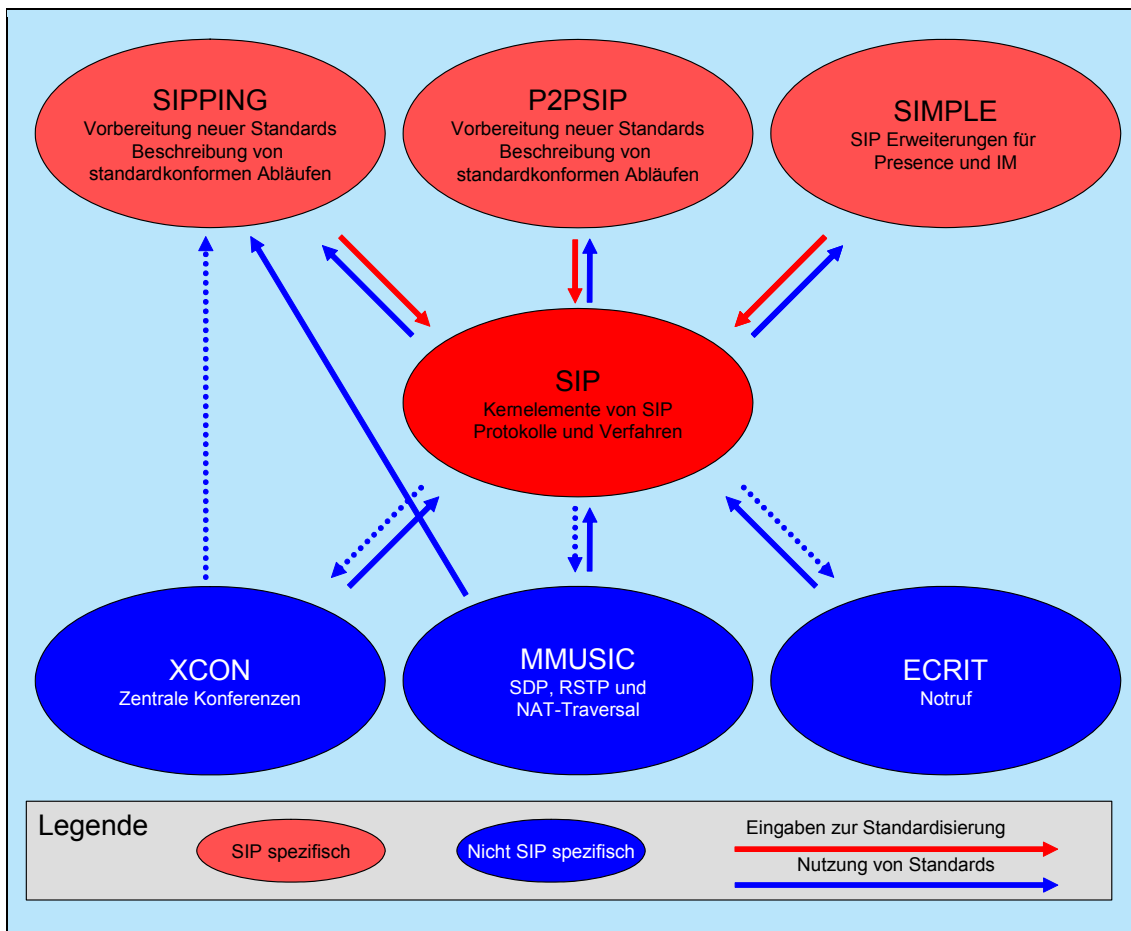 SIPPING
Vorbereitung neuer Standards
Beschreibung von
standardkonformen Abläufen
P2PSIP
Vorbereitung neuer Standards
Beschreibung von
standardkonformen Abläufen
SIMPLE
SIP Erweiterungen für
Presence und IM
SIP
Kernelemente von SIP
Protokolle und Verfahren
XCON
Zentrale Konferenzen
MMUSIC
SDP, RSTP und
NAT-Traversal
ECRIT
Notruf
Legende
SIP spezifisch
Nicht SIP spezifisch
Eingaben zur Standardisierung
Nutzung von Standards